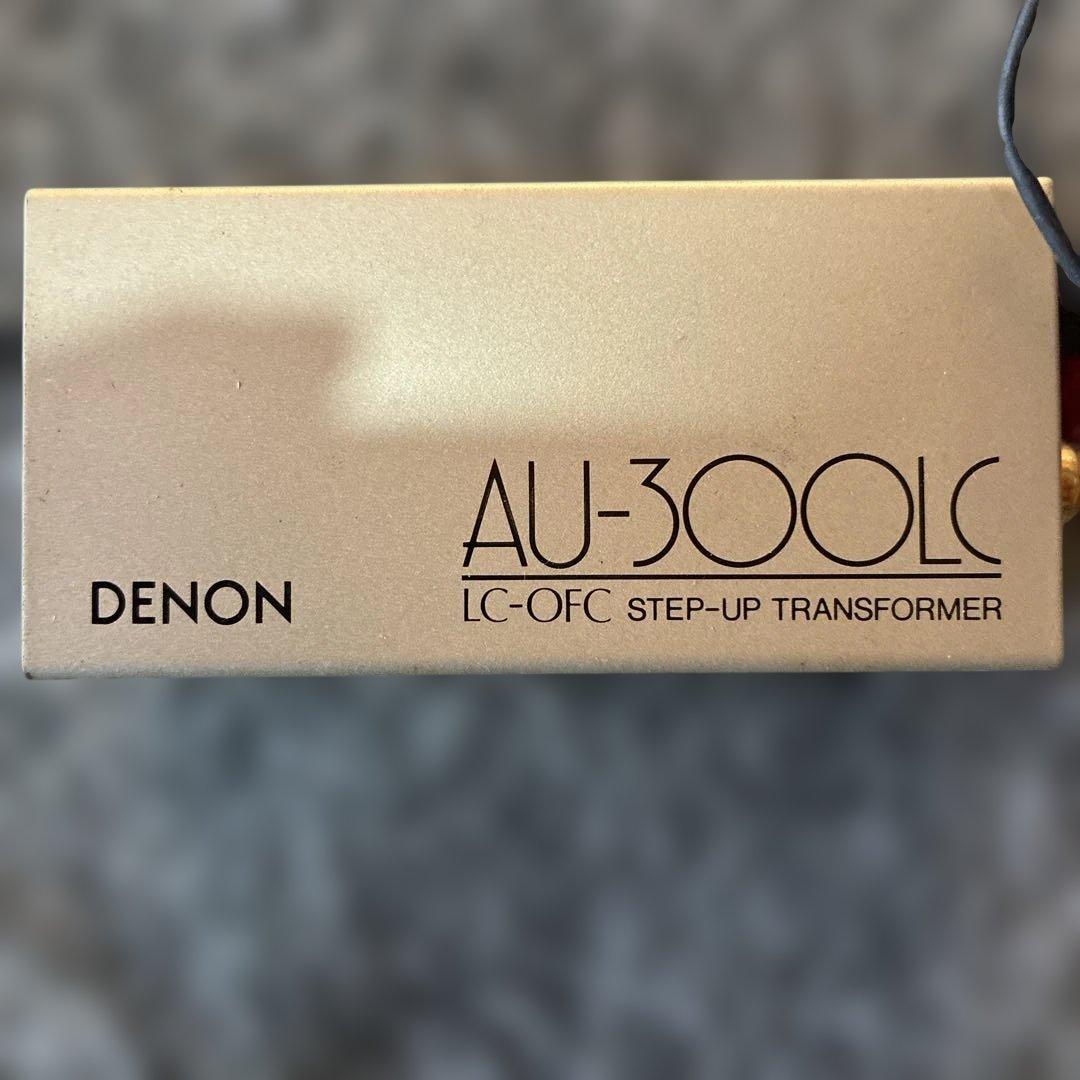 AU-300LC
DENON
LC-OFC STEP-UP TRANSFORMER